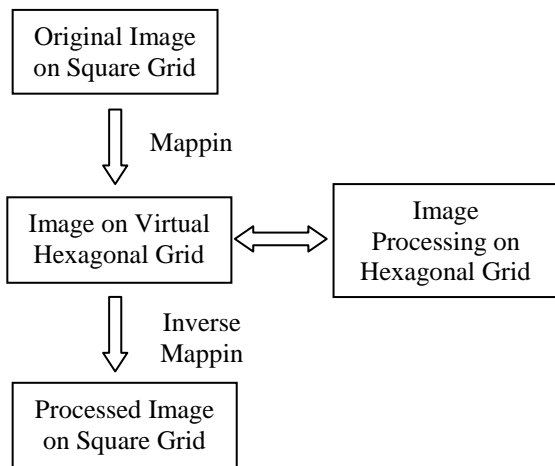 Original Image
on Square Grid
Mappin
Image on Virtual
Hexagonal Grid
Image
Processing on
Hexagonal Grid
Inverse
Mappin
Processed Image
on Square Grid